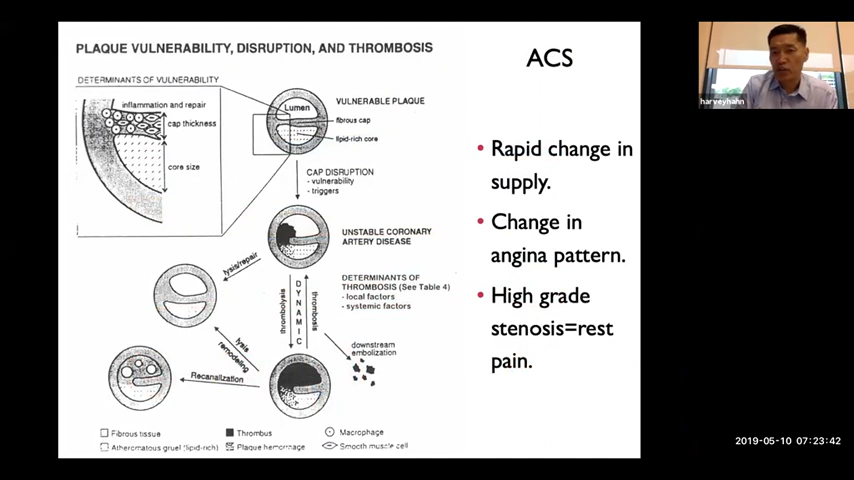 PLAQUE VULNERABILITY, DISRUPTION, AND THROMBOSIS
DETERMINANTS OF VULNERABILITY
inflammation and repair
cap thickness
core size
Lumen
VULNERABLE PLAQUE
fibrous cap
lipid-rich core
CAP DISRUPTION
- vulnerability
- triggers
UNSTABLE CORONARY
ARTERY DISEASE
lysis/repair
DETERMINANTS OF
THROMBOSIS (See Table 4)
- local factors
- systemic factors
thrombolysis
DYNAMIC
thrombosis
lysis
remodeling
downstream
embolization
Recanalization
Fibrous tissue
Thrombus
Macrophage
Atheromatous gruel (lipid-rich)
Plaque hemorrhage
Smooth muscle cell
ACS
• Rapid change in
supply.
• Change in
angina pattern.
• High grade
stenosis=rest
pain.
harveyhahn
2019-05-10 07:23:42